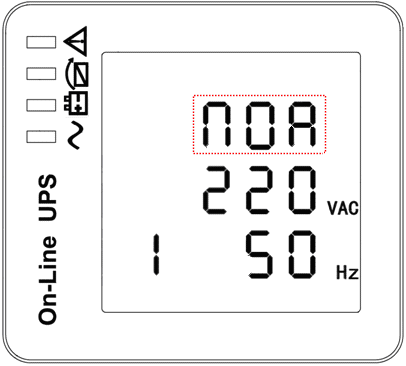 NOA
220 VAC
1 50 Hz
On-Line UPS